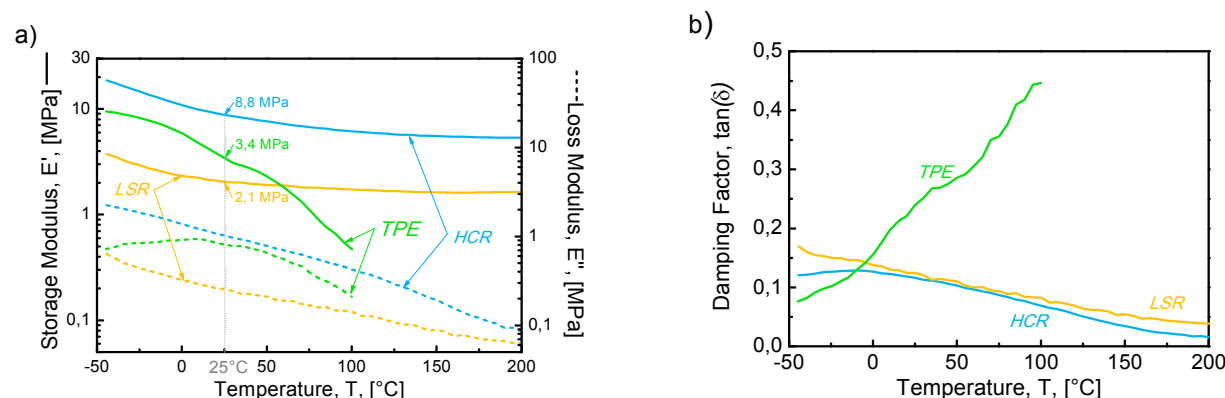 a)
Storage Modulus, E', [MPa]
30
10
1
0,1
8,8 MPa
3,4 MPa
2,1 MPa
LSR
TPE
HCR
100
10
1
0,1
---Loss Modulus, E", [MPa]
-50
0
25°C
50
100
150
200
Temperature, T, [°C]
b)
Damping Factor, tan(δ)
0,5
0,4
0,3
0,2
0,1
0,0
TPE
LSR
HCR
-50
0
50
100
150
200
Temperature, T, [°C]